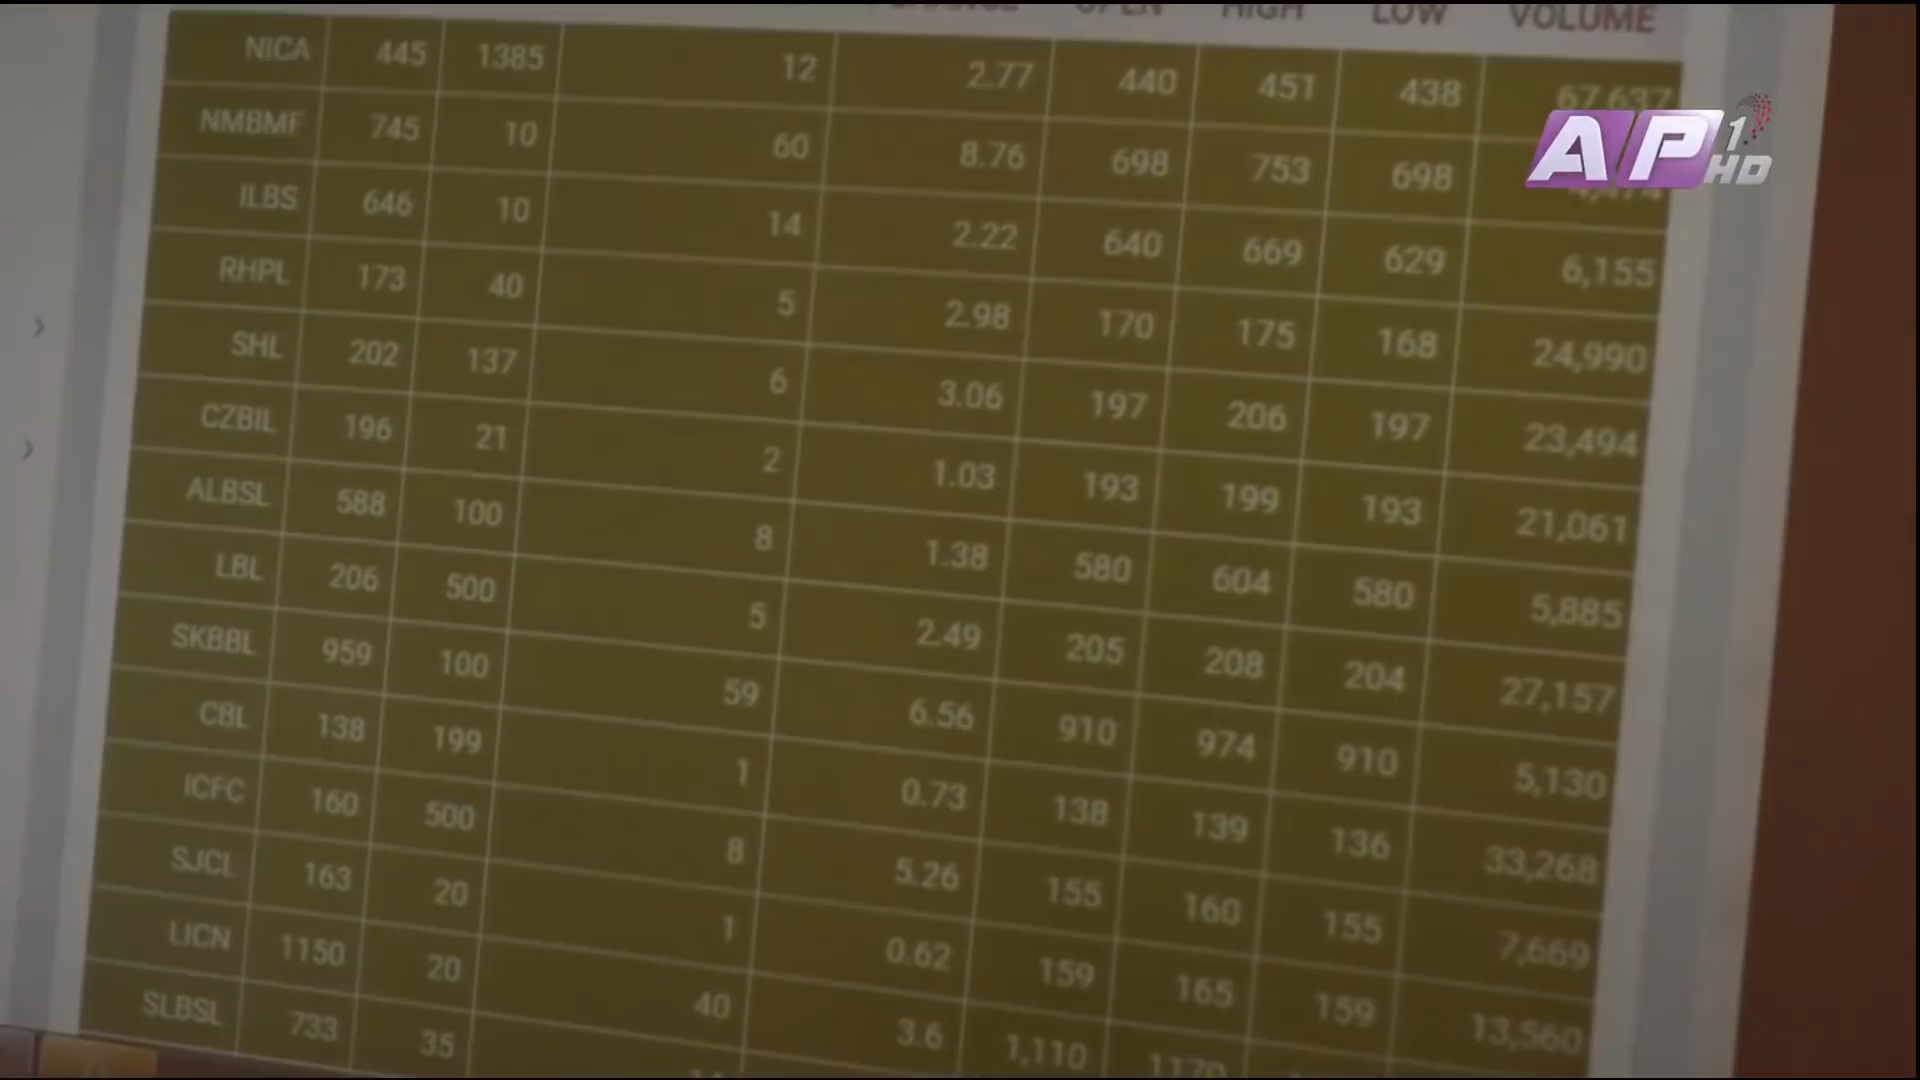 OPEN HIGH LOW VOLUME
NICA 445 1385 12 2.77 440 451 438 67,637
NMBMF 745 10 60 8.76 698 753 698
ILBS 646 10 14 2.22 640 669 629 6,155
RHPL 173 40 5 2.98 170 175 168 24,990
SHL 202 137 6 3.06 197 206 197 23,494
CZBIL 196 21 2 1.03 193 199 193 21,061
ALBSL 588 100 8 1.38 580 604 580 5,885
LBL 206 500 5 2.49 205 208 204 27,157
SKBBL 959 100 59 6.56 910 974 910 5,130
CBL 138 199 1 0.73 138 139 136 33,268
ICFC 160 500 8 5.26 155 160 155 7,669
SJCL 163 20 1 0.62 159 165 159 13,560
LICN 1150 20 40 3.6 1,110 1170
SLBSL 733 35
AP1 HD